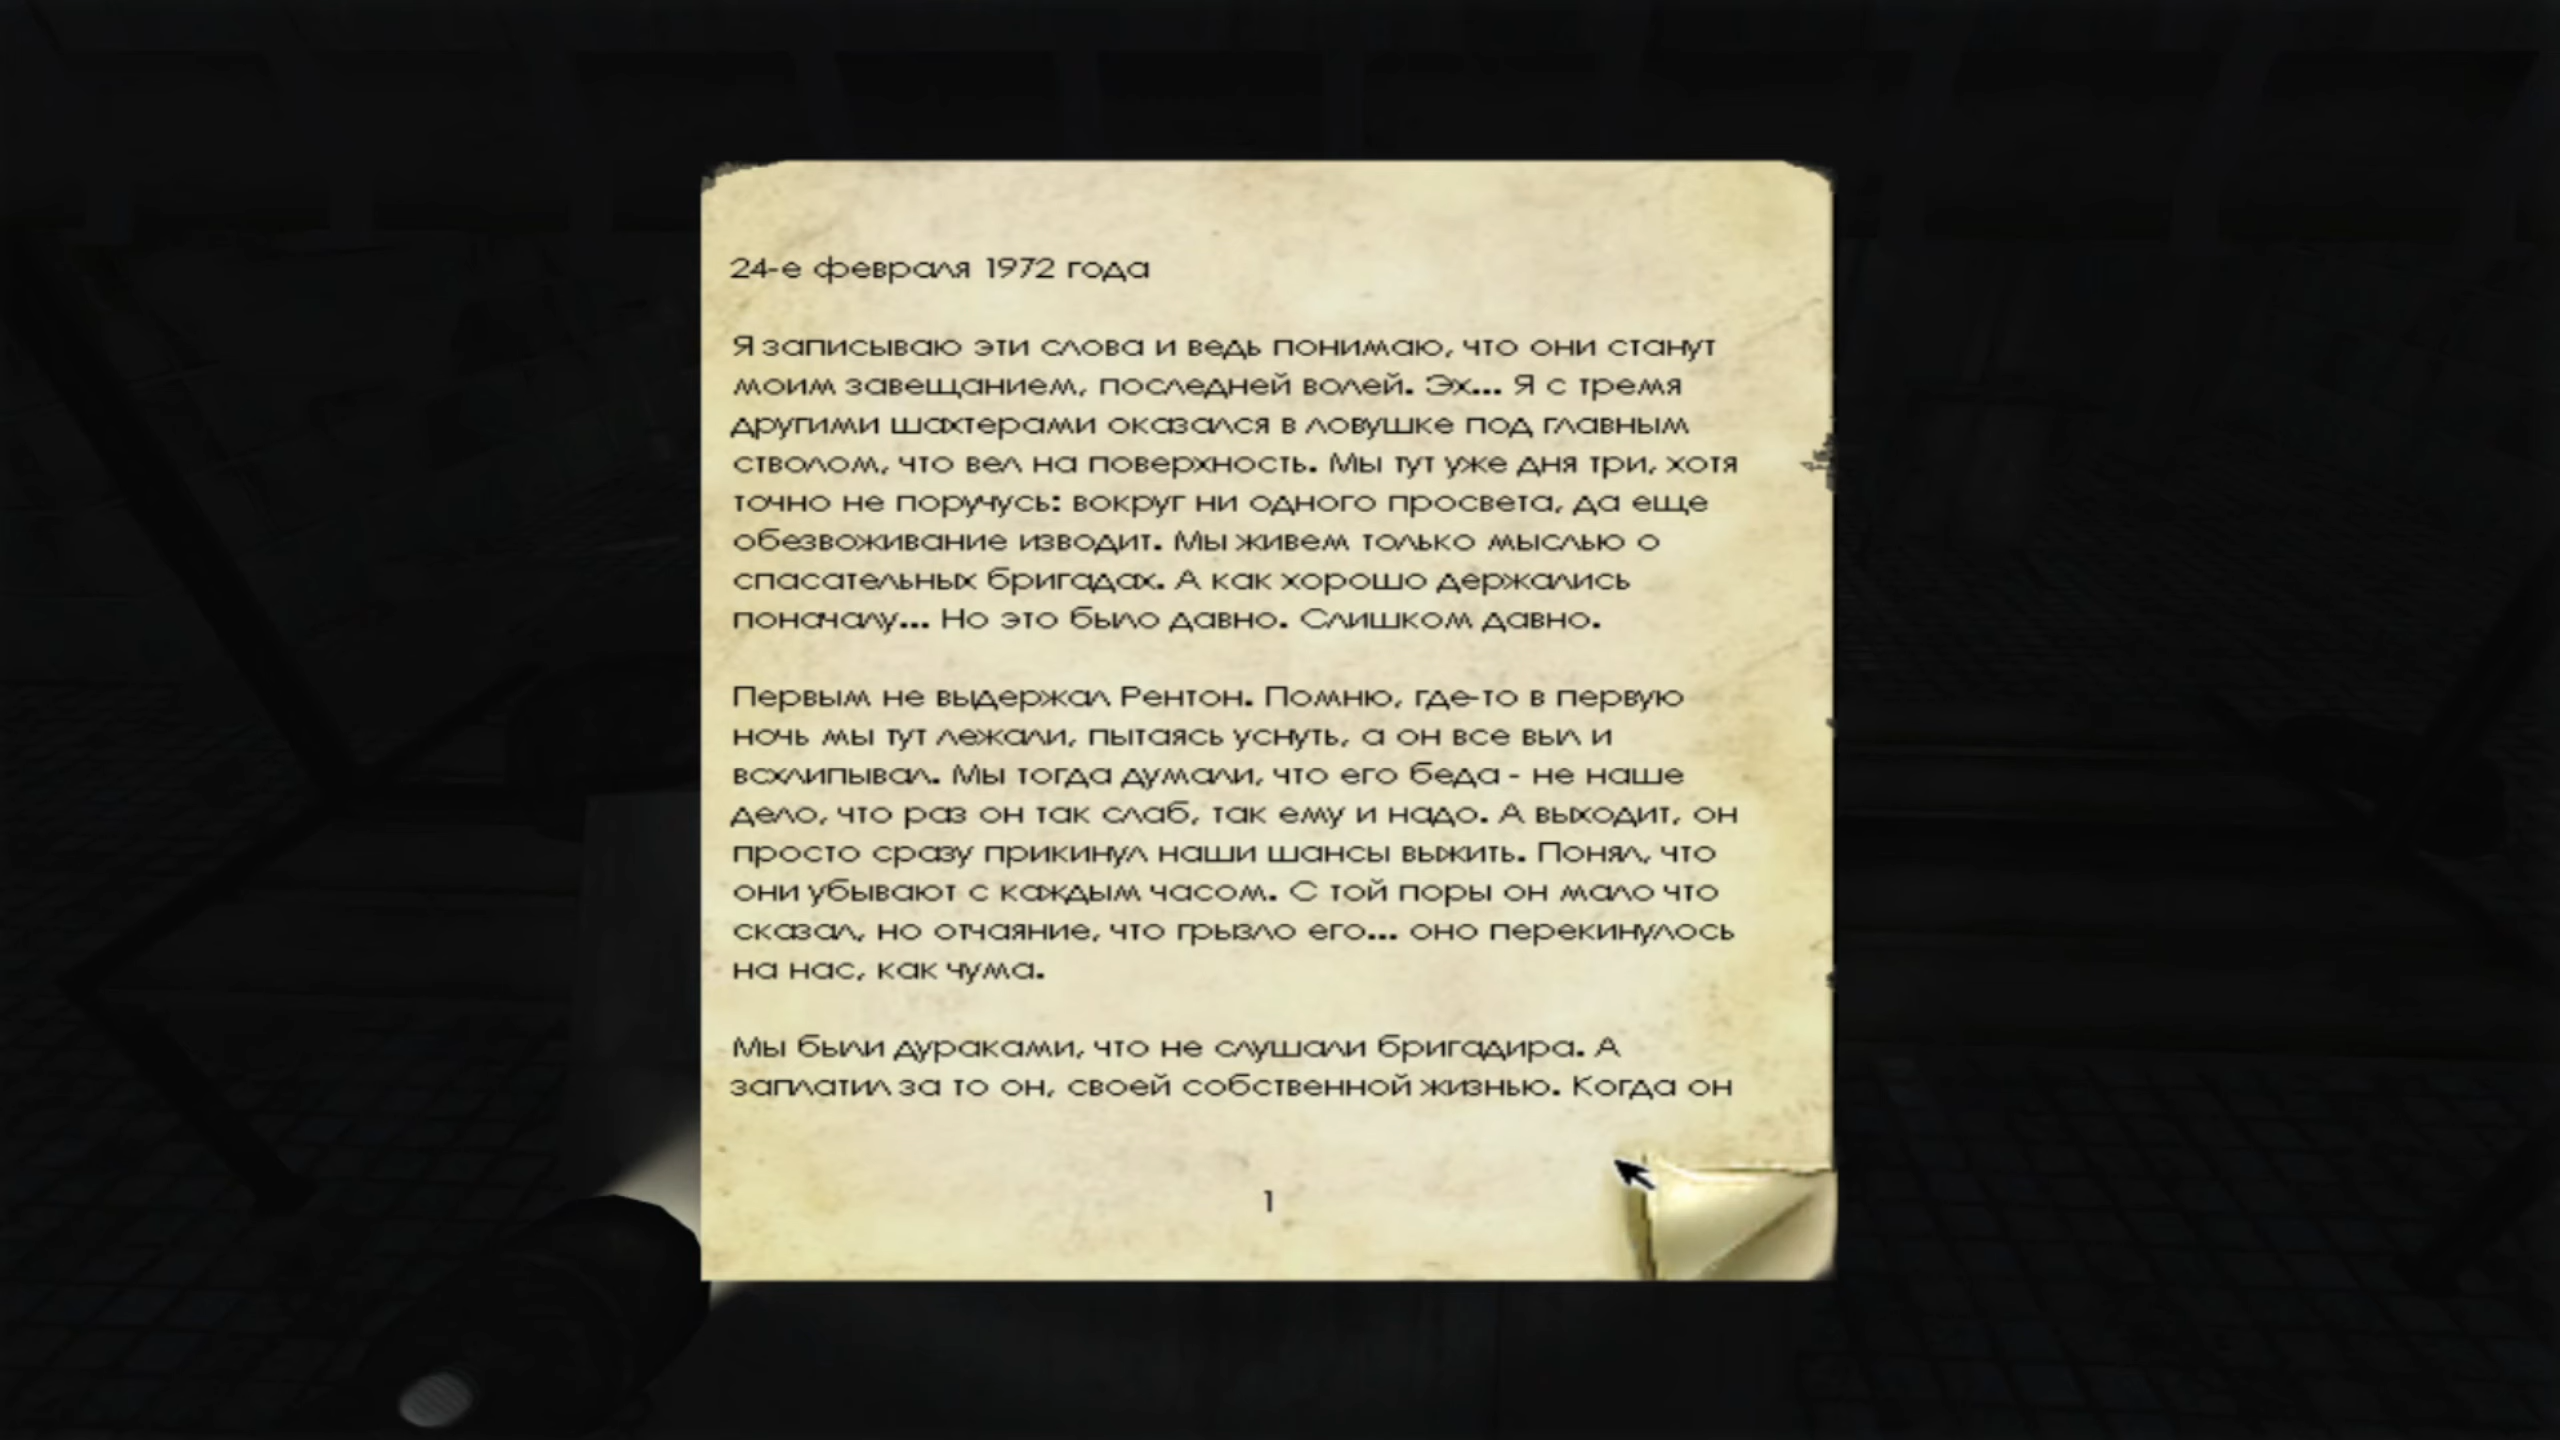 24-е февраля 1972 года
Я записываю эти слова и ведь понимаю, что они станут
моим завещанием, последней волей. Эх... Я с тремя
другими шахтерами оказался в ловушке под главным
стволом, что вел на поверхность. Мы тут уже дня три, хотя
точно не поручусь: вокруг ни одного просвета, да еще
обезвоживание изводит. Мы живем только мыслью о
спасательных бригадах. А как хорошо держались
поначалу... Но это было давно. Слишком давно.
Первым не выдержал Рентон. Помню, где-то в первую
ночь мы тут лежали, пытаясь уснуть, а он все выл и
всхлипывал. Мы тогда думали, что его беда - не наше
дело, что раз он так слаб, так ему и надо. А выходит, он
просто сразу прикинул наши шансы выжить. Понял, что
они убывают с каждым часом. С той поры он мало что
сказал, но отчаяние, что грызло его... оно перекинулось
на нас, как чума.
Мы были дураками, что не слушали бригадира. А
заплатил за то он, своей собственной жизнью. Когда он
1